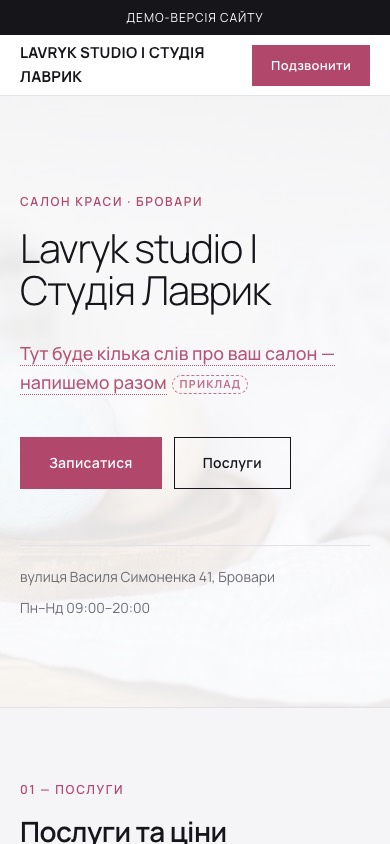 ДЕМО-ВЕРСІЯ САЙТУ
LAVRYK STUDIO І СТУДІЯ
ЛАВРИК
Подзвонити
САЛОН КРАСИ · БРОВАРИ
Lavryk studio І
Студія Лаврик
Тут буде кілька слів про ваш салон —
напишемо разом ПРИКЛАД
Записатися
Послуги
вулиця Василя Симоненка 41, Бровари
Пн–Нд 09:00–20:00
01 — ПОСЛУГИ
Послуги та ціни